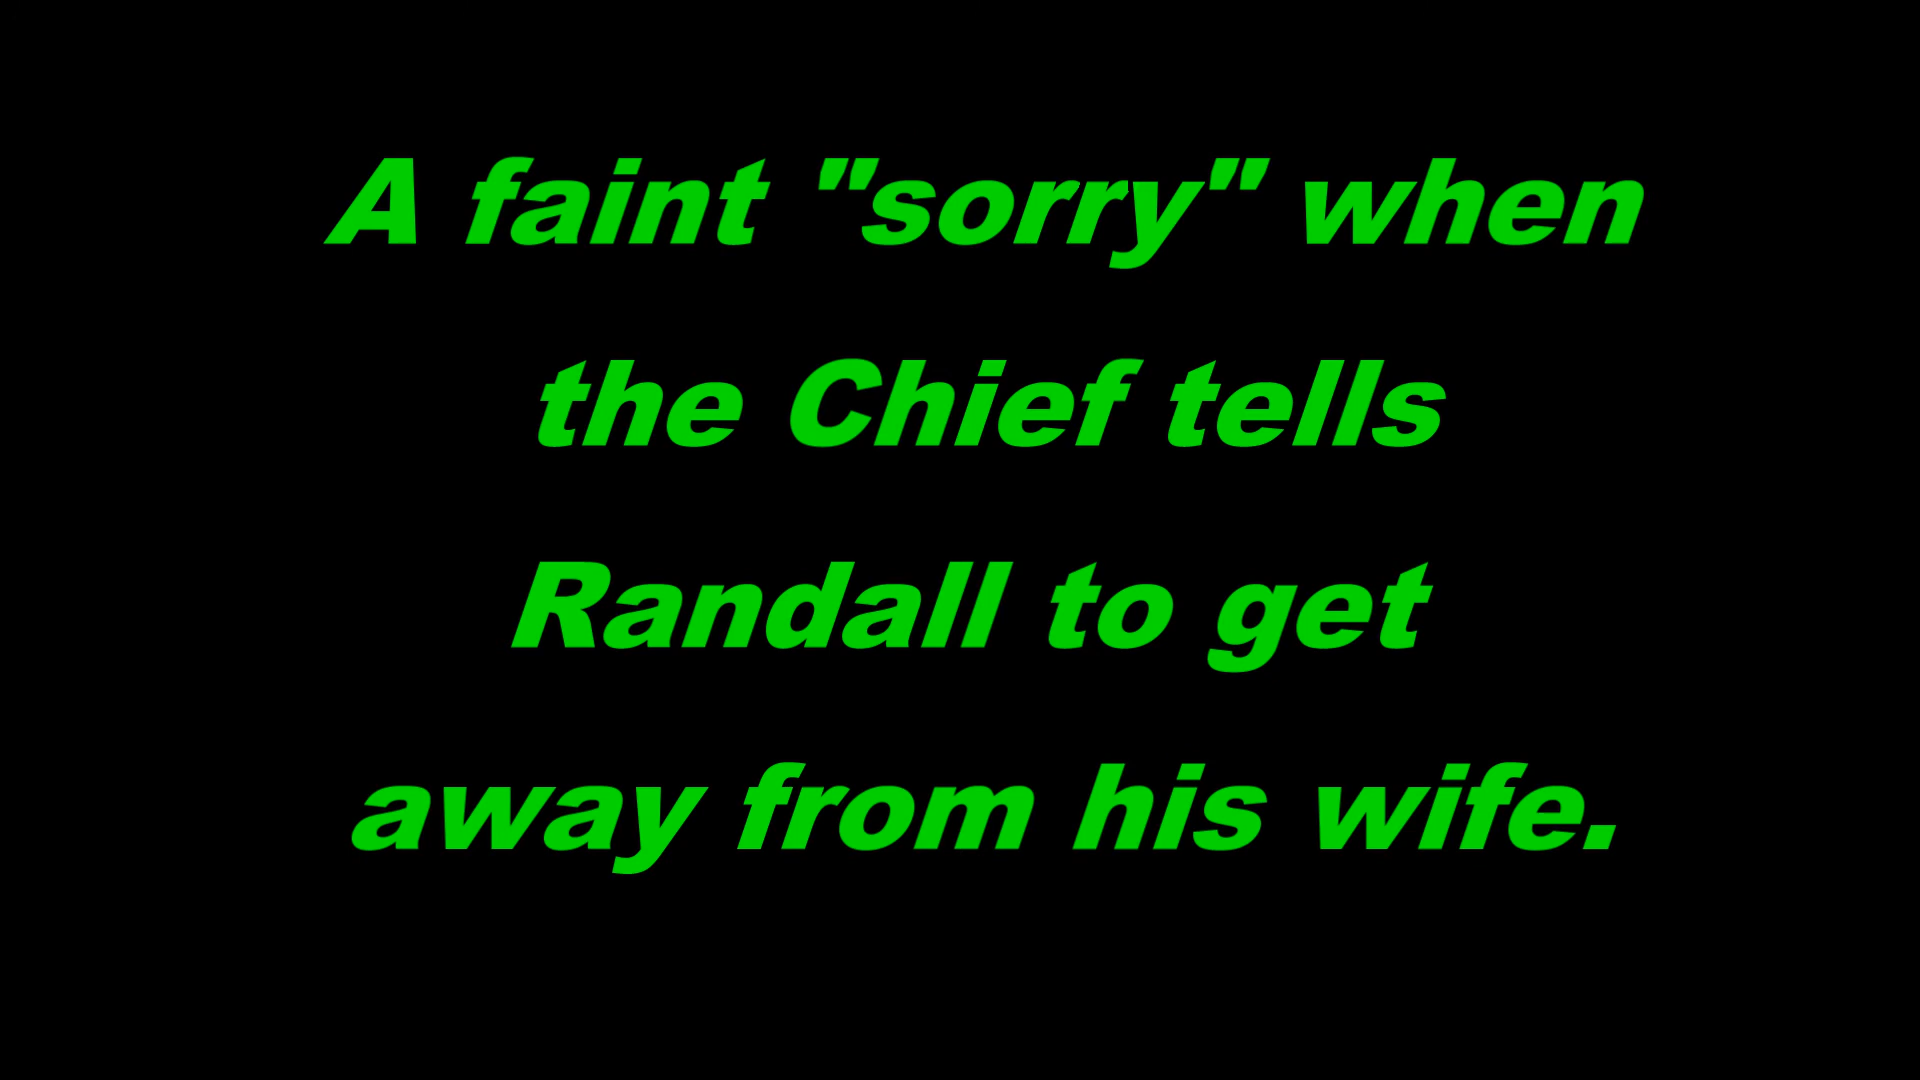 A faint "sorry" when
the Chief tells
Randall to get
away from his wife.